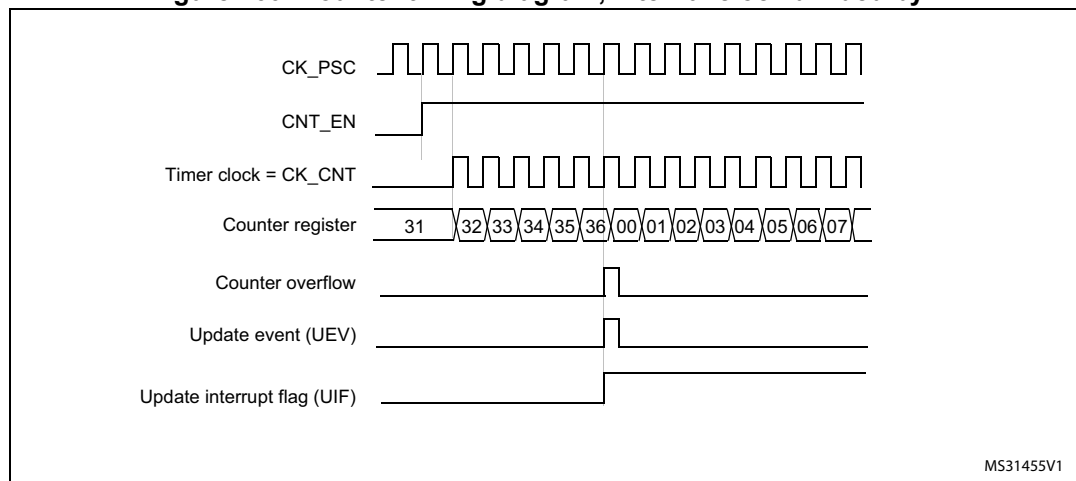 CK_PSC
CNT_EN
Timer clock = CK_CNT
Counter register 31 32 33 34 35 36 00 01 02 03 04 05 06 07
Counter overflow
Update event (UEV)
Update interrupt flag (UIF)
MS31455V1